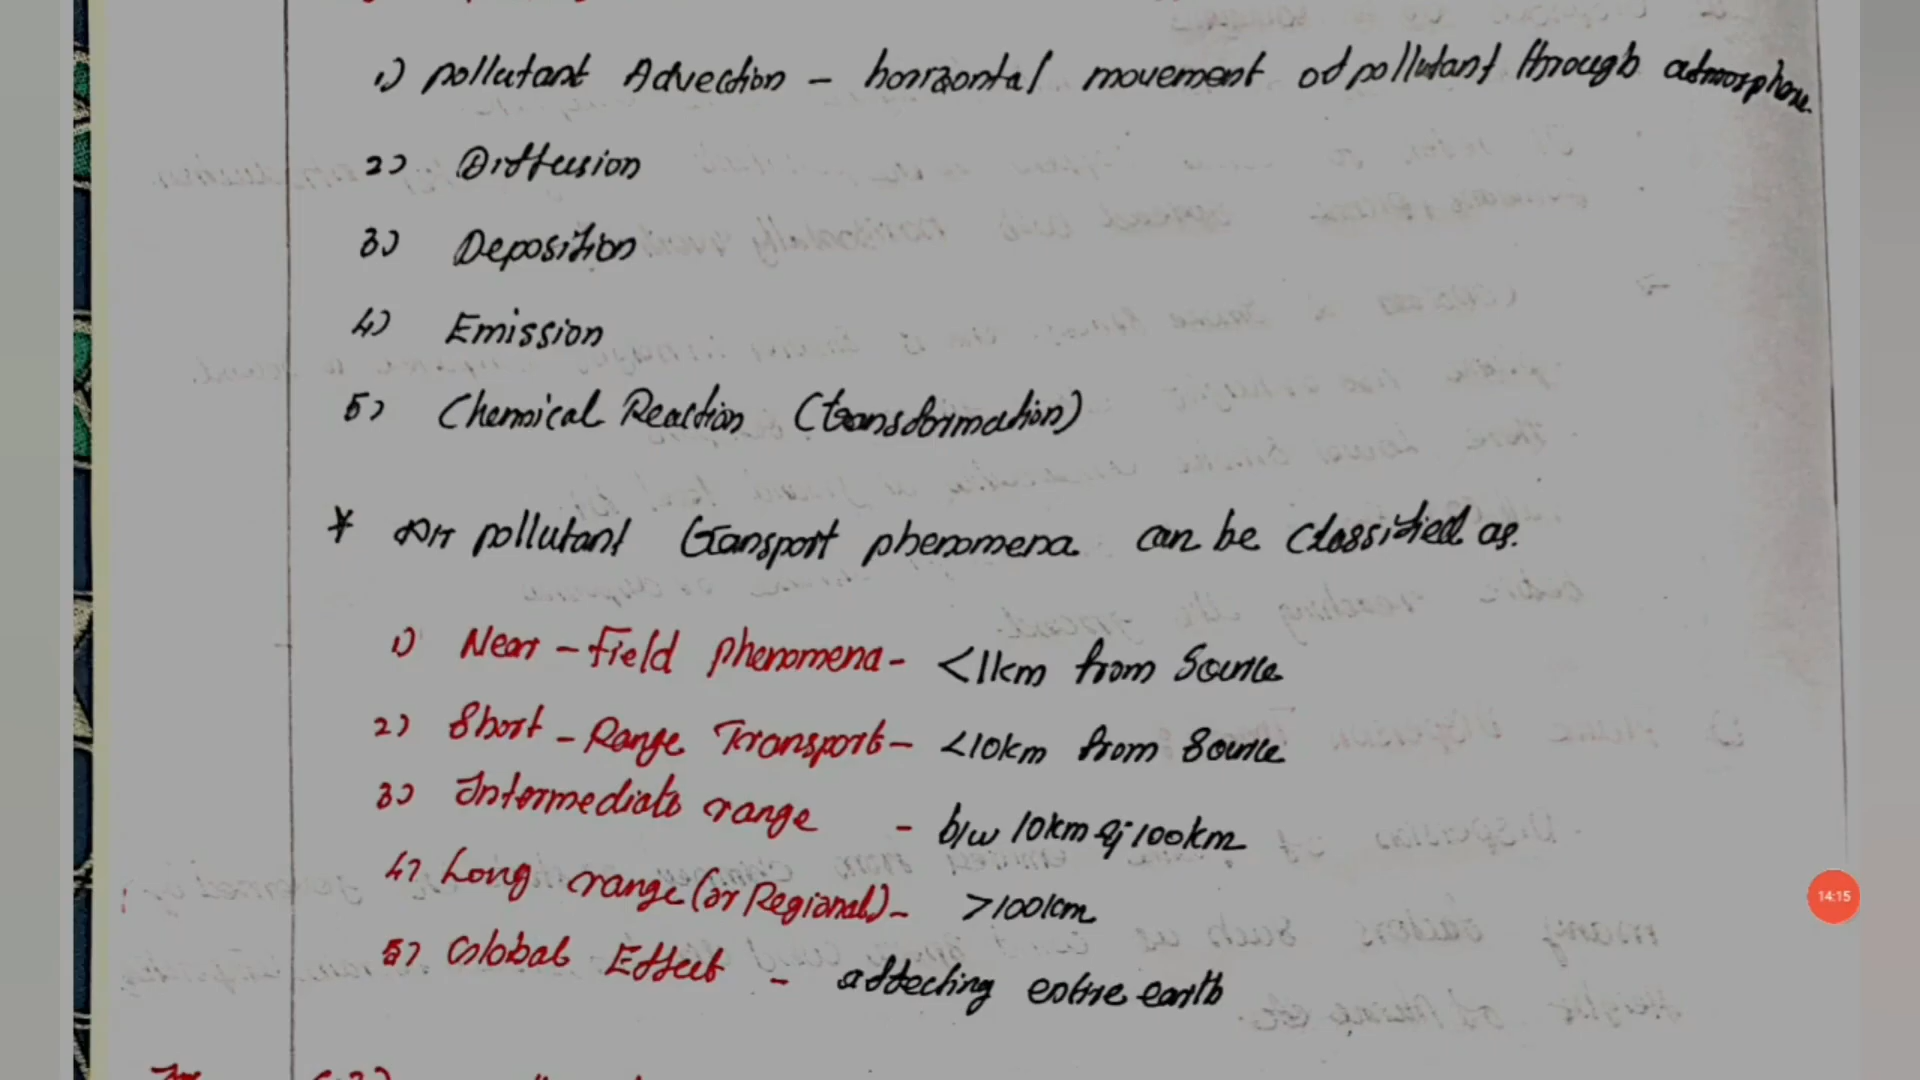 1) Pollutant Advection - horizontal movement of pollutant through atmosphere
2) Diffusion
3) Deposition
4) Emission
5) Chemical Reaction (transformation)
* Air pollutant transport phenomena can be classified as.
1) Near-Field phenomena - <1km from Source
2) Short-Range Transport - <10km from Source
3) Intermediate range - b/w 10km & 100km
4) Long range (or Regional) - >100km
5) Global Effect - affecting entire earth
14:15